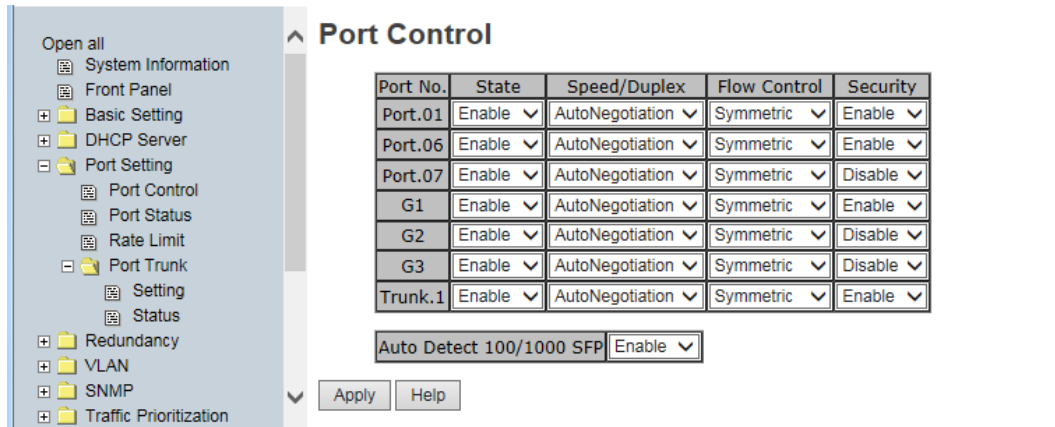 Open all
System Information
Front Panel
Basic Setting
DHCP Server
Port Setting
Port Control
Port Status
Rate Limit
Port Trunk
Setting
Status
Redundancy
VLAN
SNMP
Traffic Prioritization
Port Control
Port No. State Speed/Duplex Flow Control Security
Port.01 Enable AutoNegotiation Symmetric Enable
Port.06 Enable AutoNegotiation Symmetric Enable
Port.07 Enable AutoNegotiation Symmetric Disable
G1 Enable AutoNegotiation Symmetric Enable
G2 Enable AutoNegotiation Symmetric Disable
G3 Enable AutoNegotiation Symmetric Disable
Trunk.1 Enable AutoNegotiation Symmetric Enable
Auto Detect 100/1000 SFP Enable
Apply Help